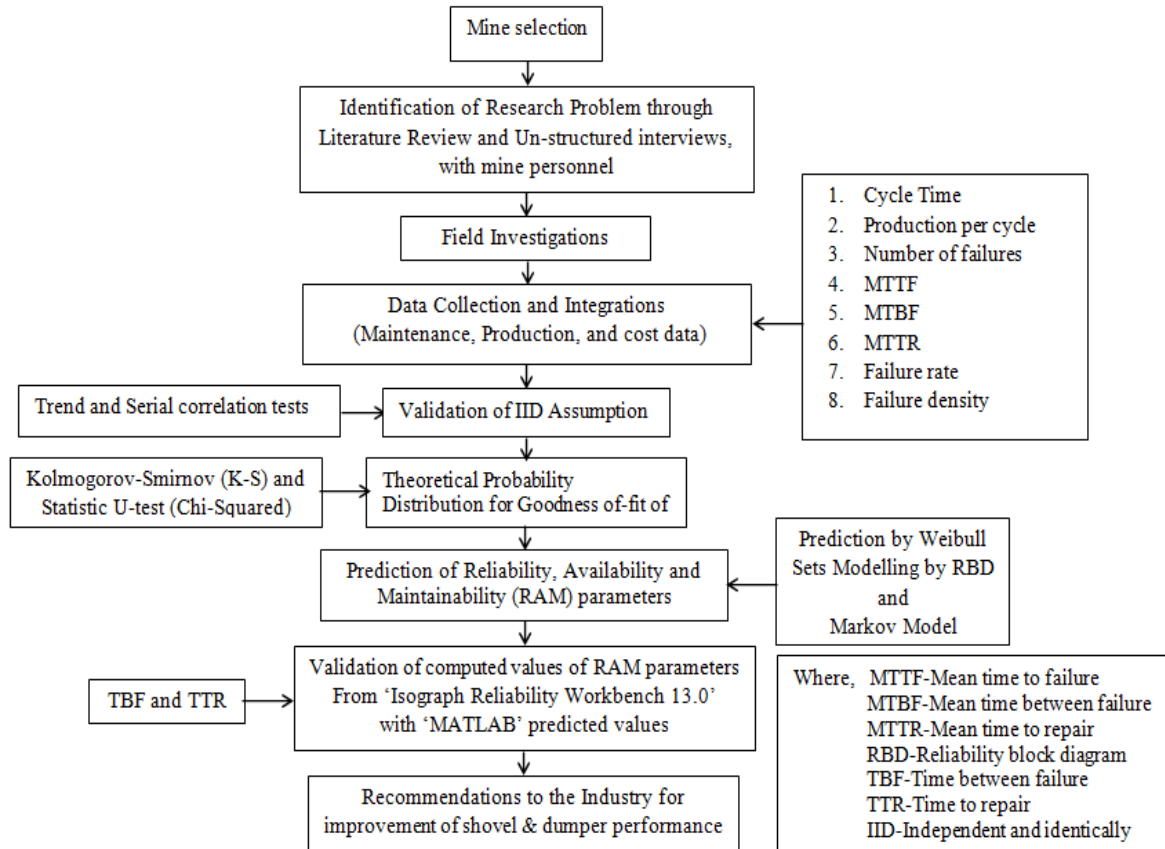 Mine selection
Identification of Research Problem through
Literature Review and Un-structured interviews,
with mine personnel
Field Investigations
1. Cycle Time
2. Production per cycle
3. Number of failures
4. MTTF
5. MTBF
6. MTTR
7. Failure rate
8. Failure density
Data Collection and Integrations
(Maintenance, Production, and cost data)
Trend and Serial correlation tests
Validation of IID Assumption
Kolmogorov-Smirnov (K-S) and
Statistic U-test (Chi-Squared)
Theoretical Probability
Distribution for Goodness of-fit of
Prediction of Reliability, Availability and
Maintainability (RAM) parameters
Prediction by Weibull
Sets Modelling by RBD
and
Markov Model
Validation of computed values of RAM parameters
From ‘Isograph Reliability Workbench 13.0’
with ‘MATLAB’ predicted values
TBF and TTR
Recommendations to the Industry for
improvement of shovel & dumper performance
Where, MTTF-Mean time to failure
MTBF-Mean time between failure
MTTR-Mean time to repair
RBD-Reliability block diagram
TBF-Time between failure
TTR-Time to repair
IID-Independent and identically